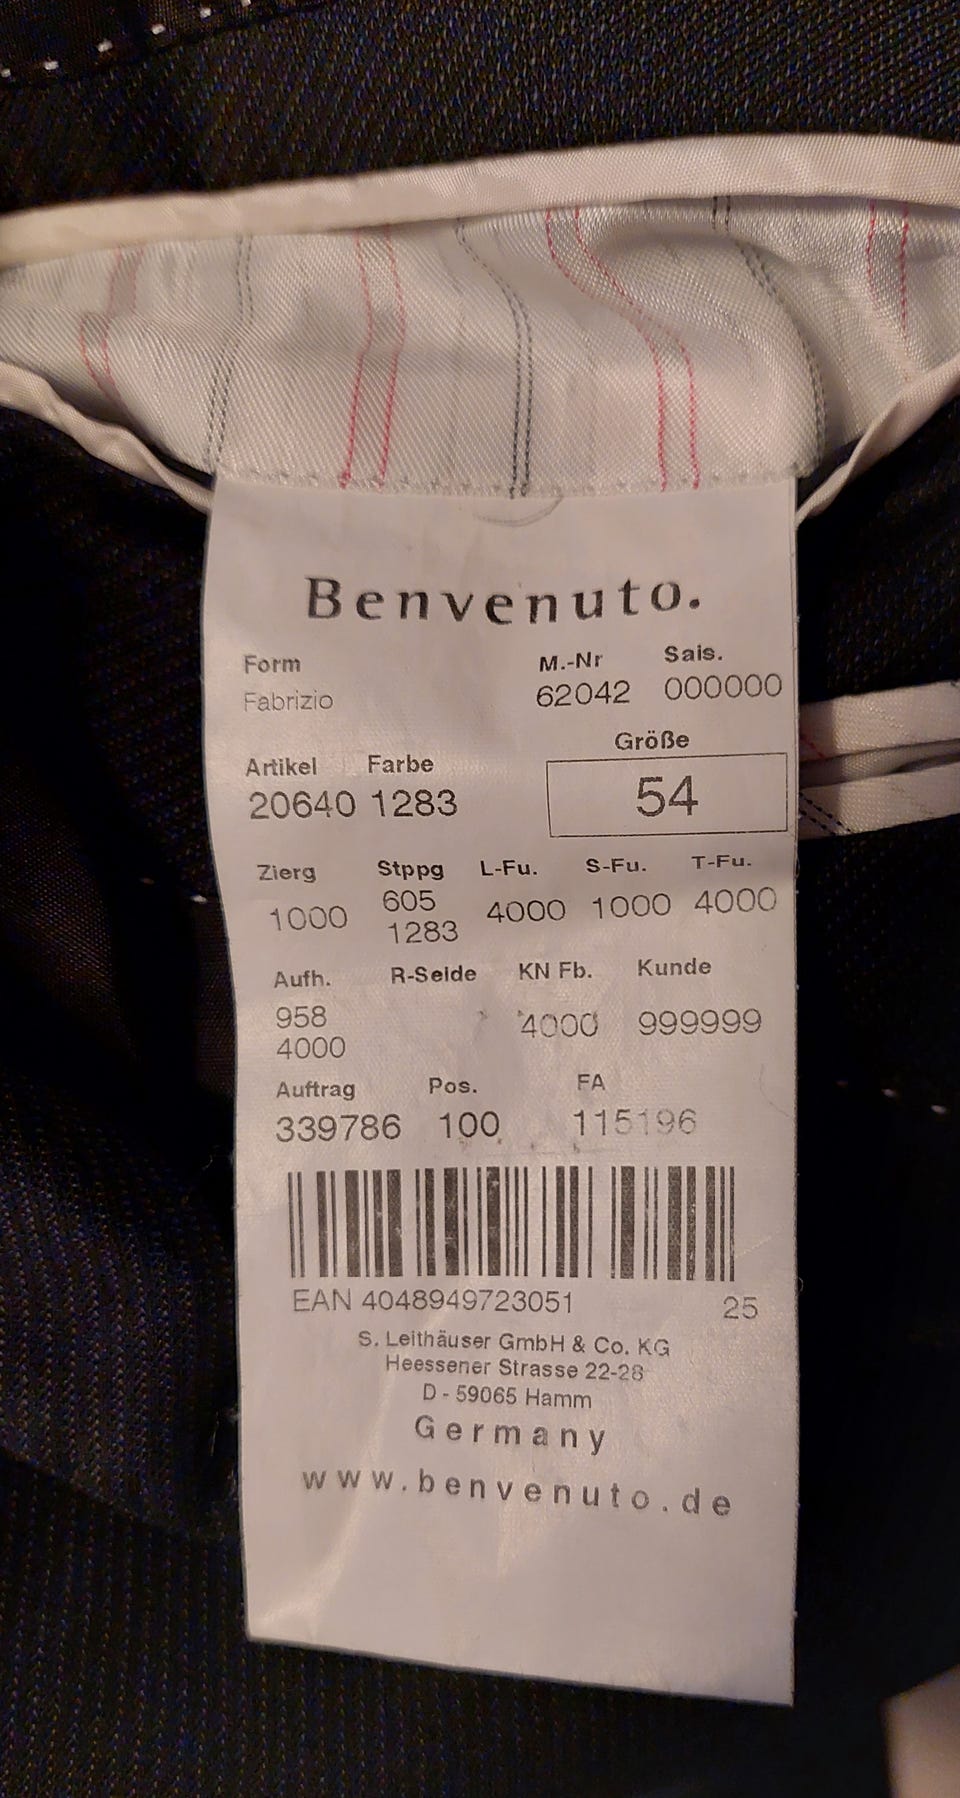 Benvenuto.
Form M.-Nr Sais.
Fabrizio 62042 000000
Größe
Artikel Farbe
20640 1283 54
Zierg Stppg L-Fu. S-Fu. T-Fu.
1000 605 4000 1000 4000
1283
Aufh. R-Seide KN Fb. Kunde
958 4000 999999
4000
Auftrag Pos. FA
339786 100 115196
EAN 4048949723051 25
S. Leithäuser GmbH & Co. KG
Heessener Strasse 22-28
D - 59065 Hamm
Germany
www.benvenuto.de